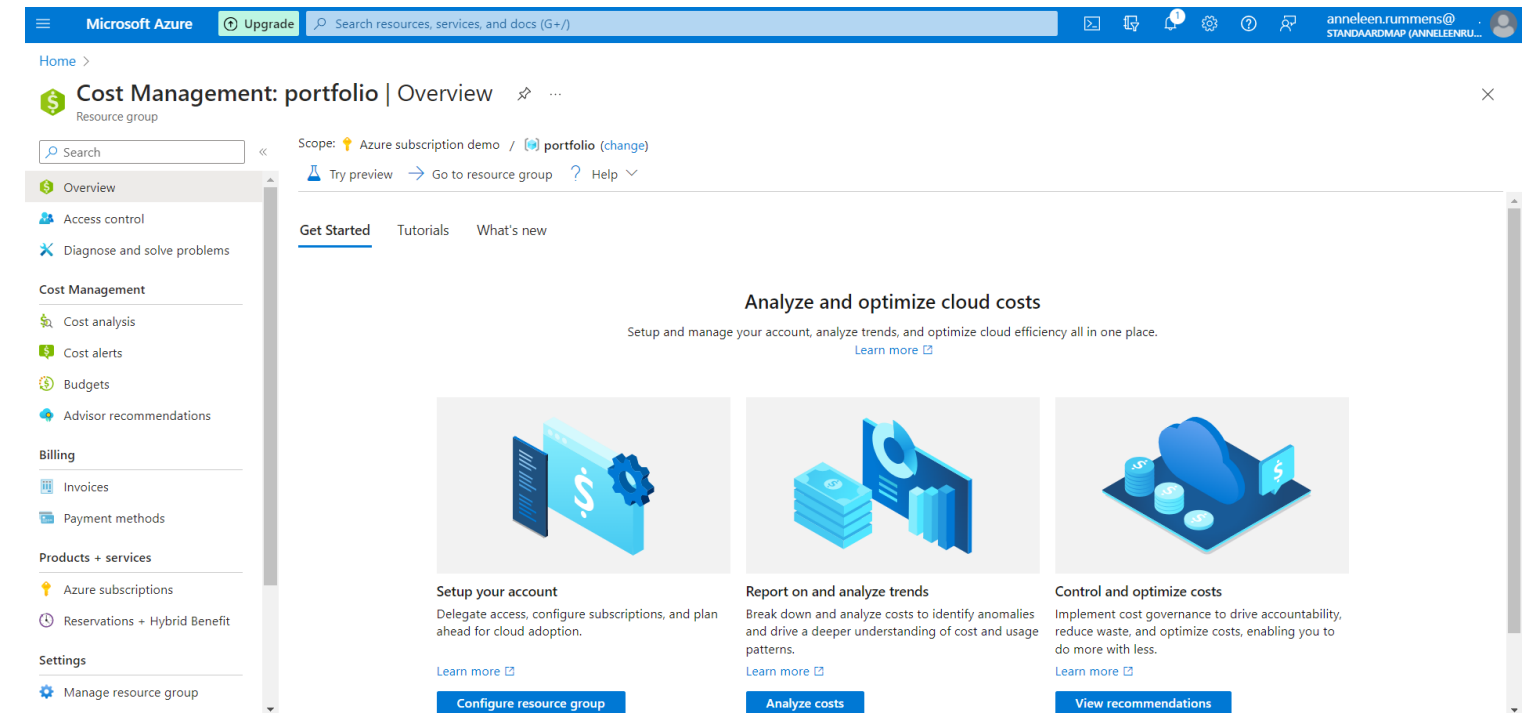 Microsoft Azure
Upgrade
Search resources, services, and docs (G+/)
1
anneleen.rummens@
STANDAARDMAP (ANNELEENRU...
Home >
Cost Management: portfolio | Overview
Resource group
Search
Overview
Access control
Diagnose and solve problems
Cost Management
Cost analysis
Cost alerts
Budgets
Advisor recommendations
Billing
Invoices
Payment methods
Products + services
Azure subscriptions
Reservations + Hybrid Benefit
Settings
Manage resource group
Scope: Azure subscription demo / portfolio (change)
Try preview
Go to resource group
Help
Get Started
Tutorials
What's new
Analyze and optimize cloud costs
Setup and manage your account, analyze trends, and optimize cloud efficiency all in one place.
Learn more
Setup your account
Delegate access, configure subscriptions, and plan
ahead for cloud adoption.
Learn more
Configure resource group
Report on and analyze trends
Break down and analyze costs to identify anomalies
and drive a deeper understanding of cost and usage
patterns.
Learn more
Analyze costs
Control and optimize costs
Implement cost governance to drive accountability,
reduce waste, and optimize costs, enabling you to
do more with less.
Learn more
View recommendations